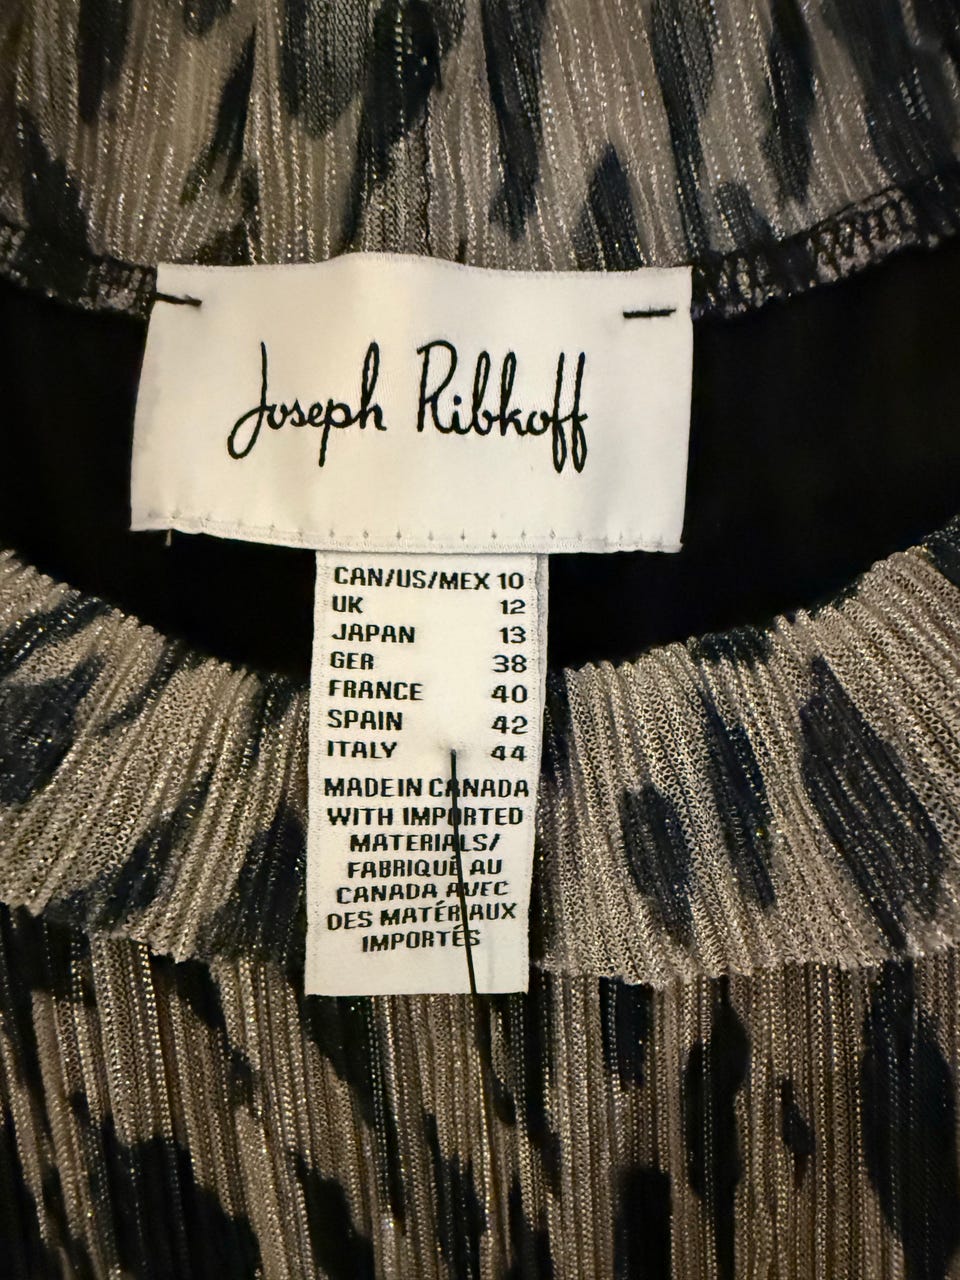 Joseph Ribkoff
CAN/US/MEX 10
UK 12
JAPAN 13
GER 38
FRANCE 40
SPAIN 42
ITALY 44
MADE IN CANADA
WITH IMPORTED
MATERIALS/
FABRIQUÉ AU
CANADA AVEC
DES MATÉRIAUX
IMPORTÉS